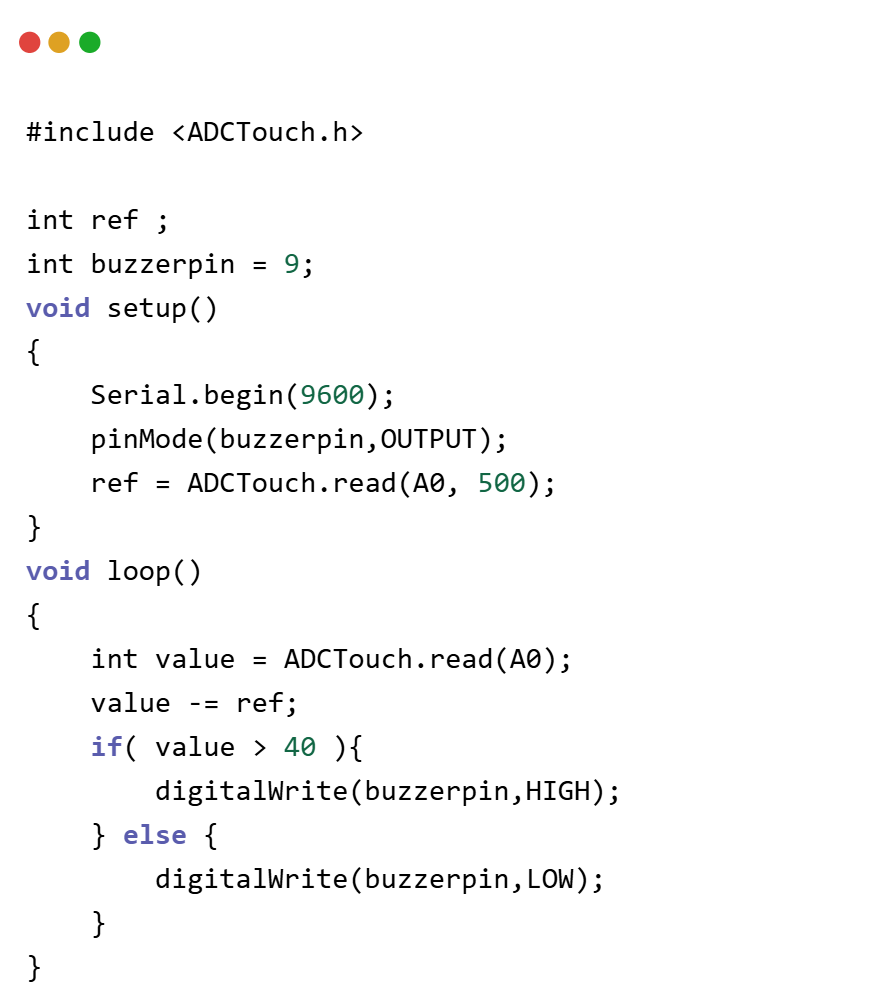 #include <ADCTouch.h>

int ref ;
int buzzerpin = 9;
void setup()
{
    Serial.begin(9600);
    pinMode(buzzerpin,OUTPUT);
    ref = ADCTouch.read(A0, 500);
}
void loop()
{
    int value = ADCTouch.read(A0);
    value -= ref;
    if( value > 40 ){
        digitalWrite(buzzerpin,HIGH);
    } else {
        digitalWrite(buzzerpin,LOW);
    }
}